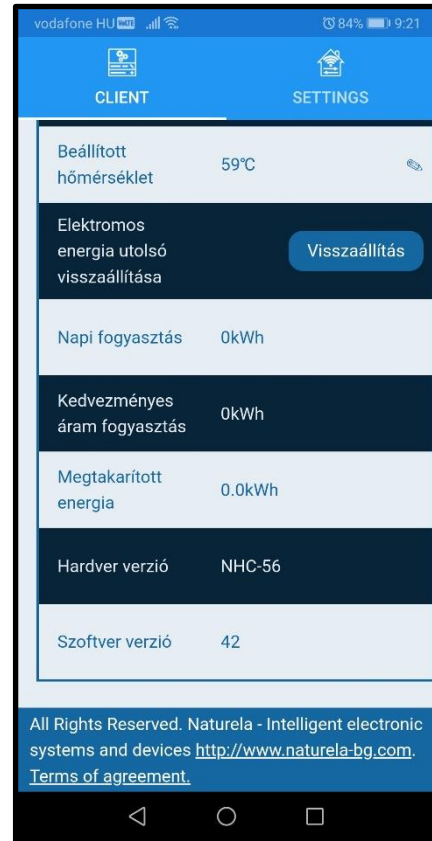 vodafone HU VoLTE 84% 9:21
CLIENT SETTINGS
Beállított
hőmérséklet 59°C
Elektromos
energia utolsó
visszaállítása Visszaállítás
Napi fogyasztás 0kWh
Kedvezményes
áram fogyasztás 0kWh
Megtakarított
energia 0.0kWh
Hardver verzió NHC-56
Szoftver verzió 42
All Rights Reserved. Naturela - Intelligent electronic
systems and devices http://www.naturela-bg.com.
Terms of agreement.